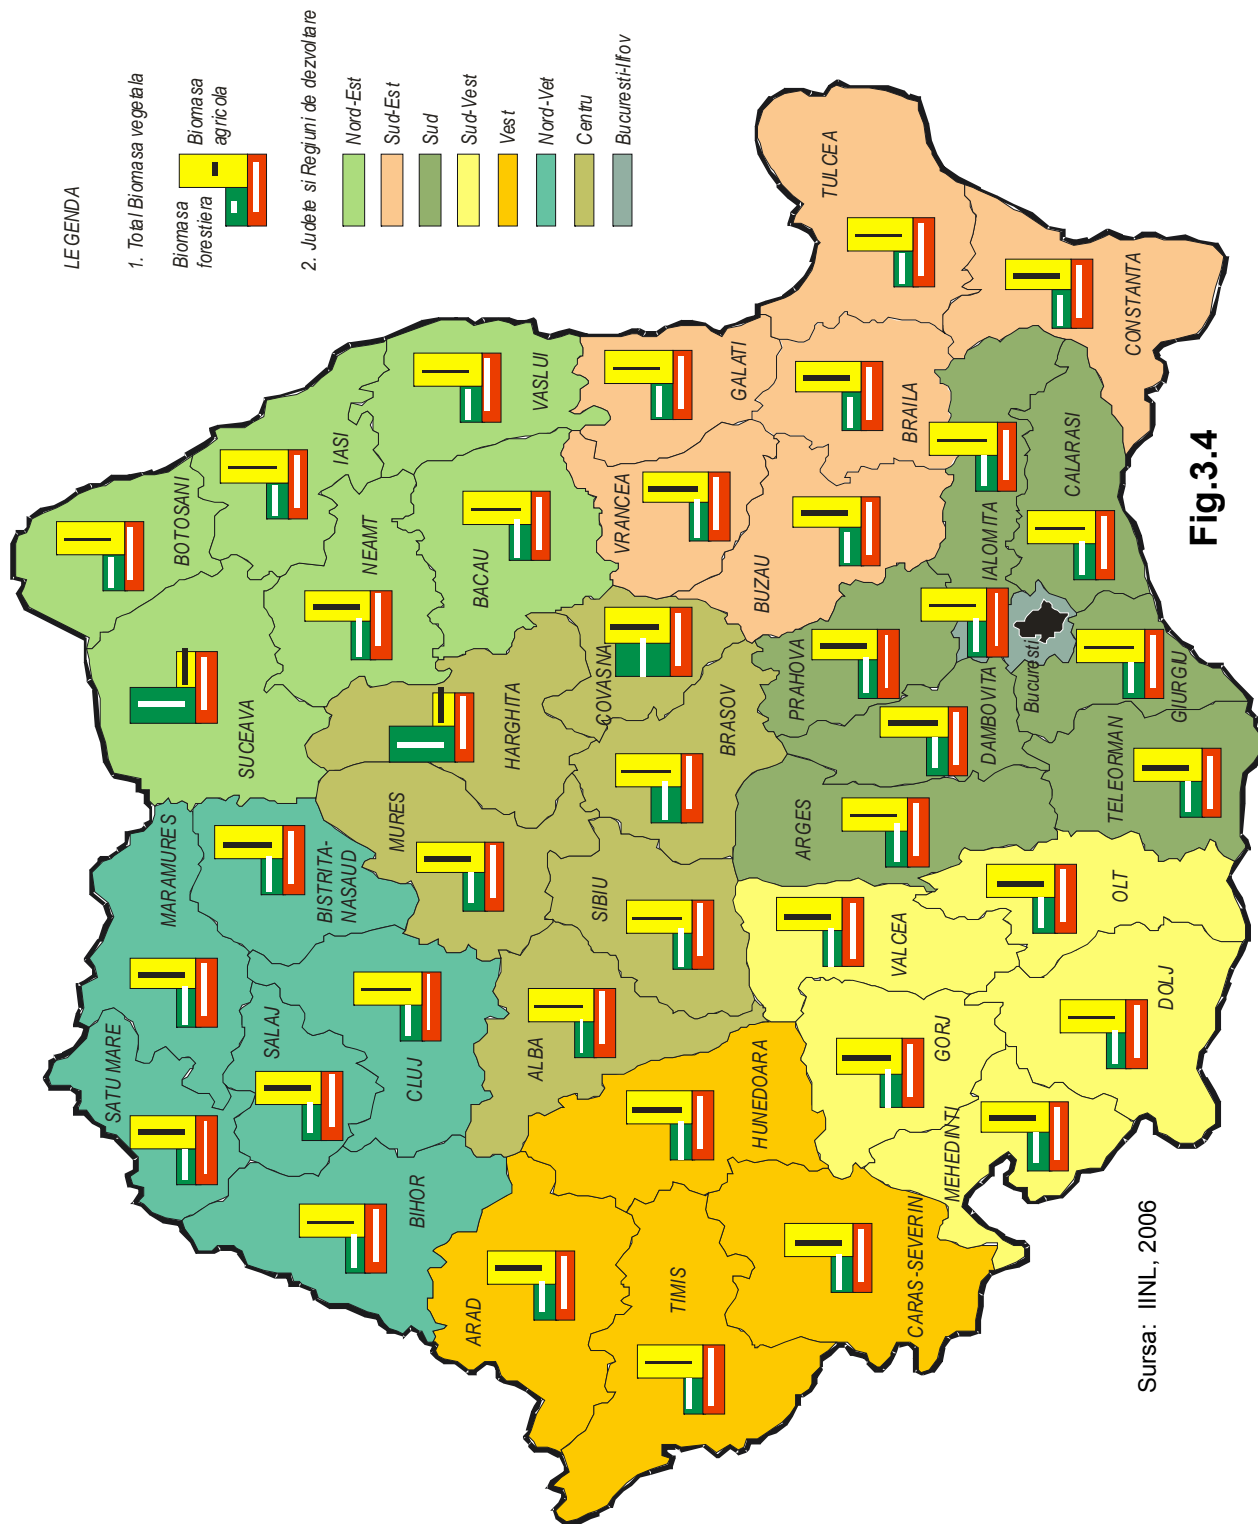 LEGENDA
1. Total Biomasa vegetala
Biomasa
forestiera
Biomasa
agricola
2. Judete si Regiuni de dezvoltare
Nord-Est
Sud-Est
Sud
Sud-Vest
Vest
Nord-Vet
Centru
Bucuresti-Ilfov
SATU MARE
MARAMURES
SUCEAVA
BOTOSANI
SALAJ
BISTRITA-
NASAUD
IASI
NEAMT
BIHOR
CLUJ
MURES
HARGHITA
BACAU
VASLUI
ARAD
ALBA
SIBIU
BRASOV
COVASNA
VRANCEA
GALATI
TIMIS
HUNEDOARA
CARAS-SEVERIN
GORJ
VALCEA
ARGES
PRAHOVA
BUZAU
BRAILA
TULCEA
MEHEDINTI
DOLJ
OLT
TELEORMAN
DAMBOVITA
Bucuresti
GIURGIU
IALOMITA
CALARASI
CONSTANTA
Sursa: IINL, 2006
Fig.3.4